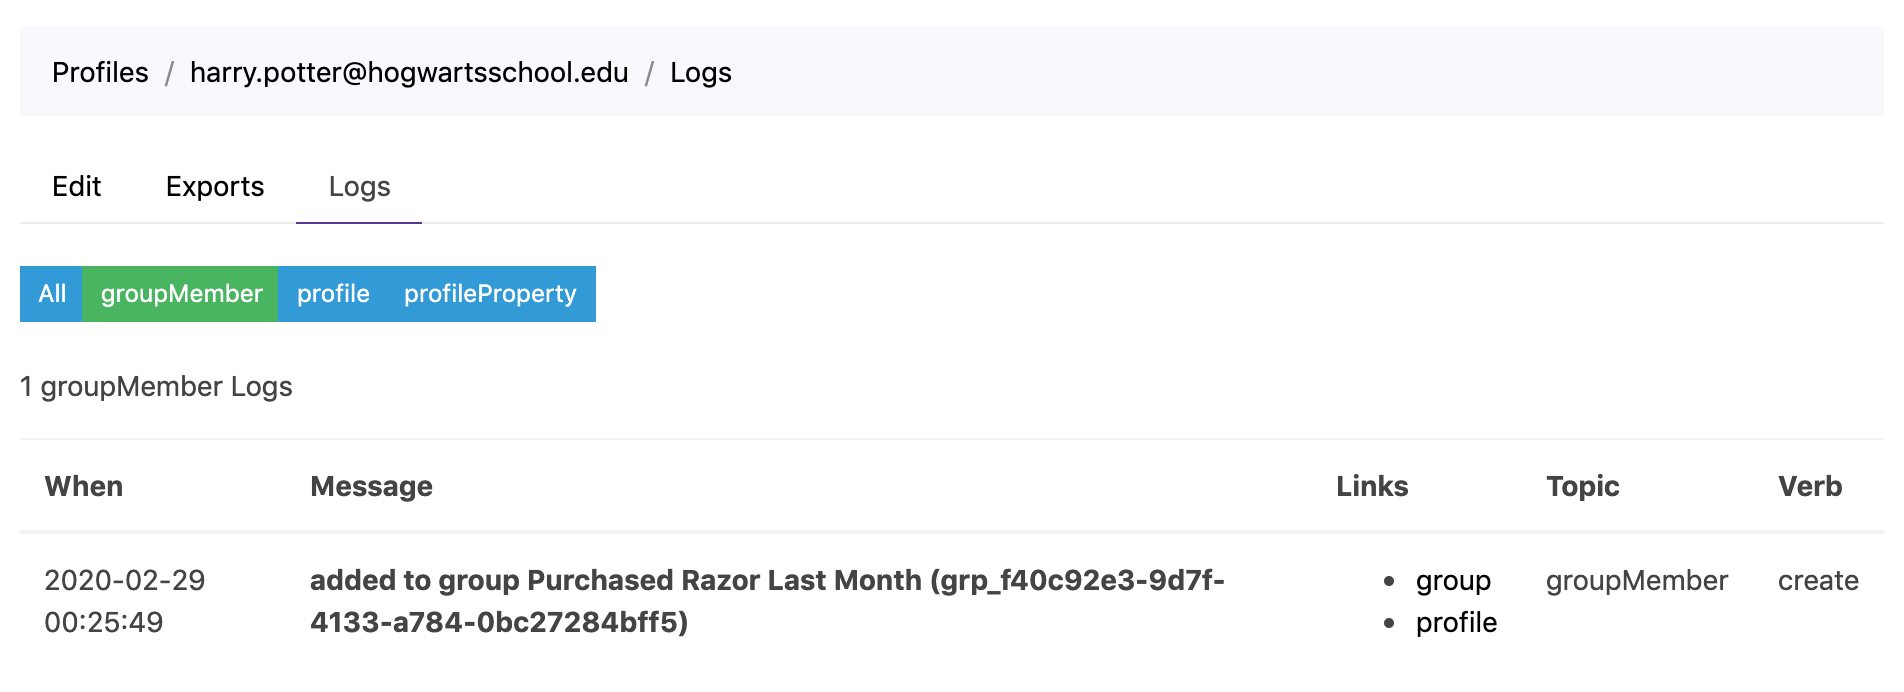 Profiles / harry.potter@hogwartsschool.edu / Logs
Edit Exports Logs
All groupMember profile profileProperty
1 groupMember Logs
When Message Links Topic Verb
2020-02-29 added to group Purchased Razor Last Month (grp_f40c92e3-9d7f- • group groupMember create
00:25:49 4133-a784-0bc27284bff5) • profile